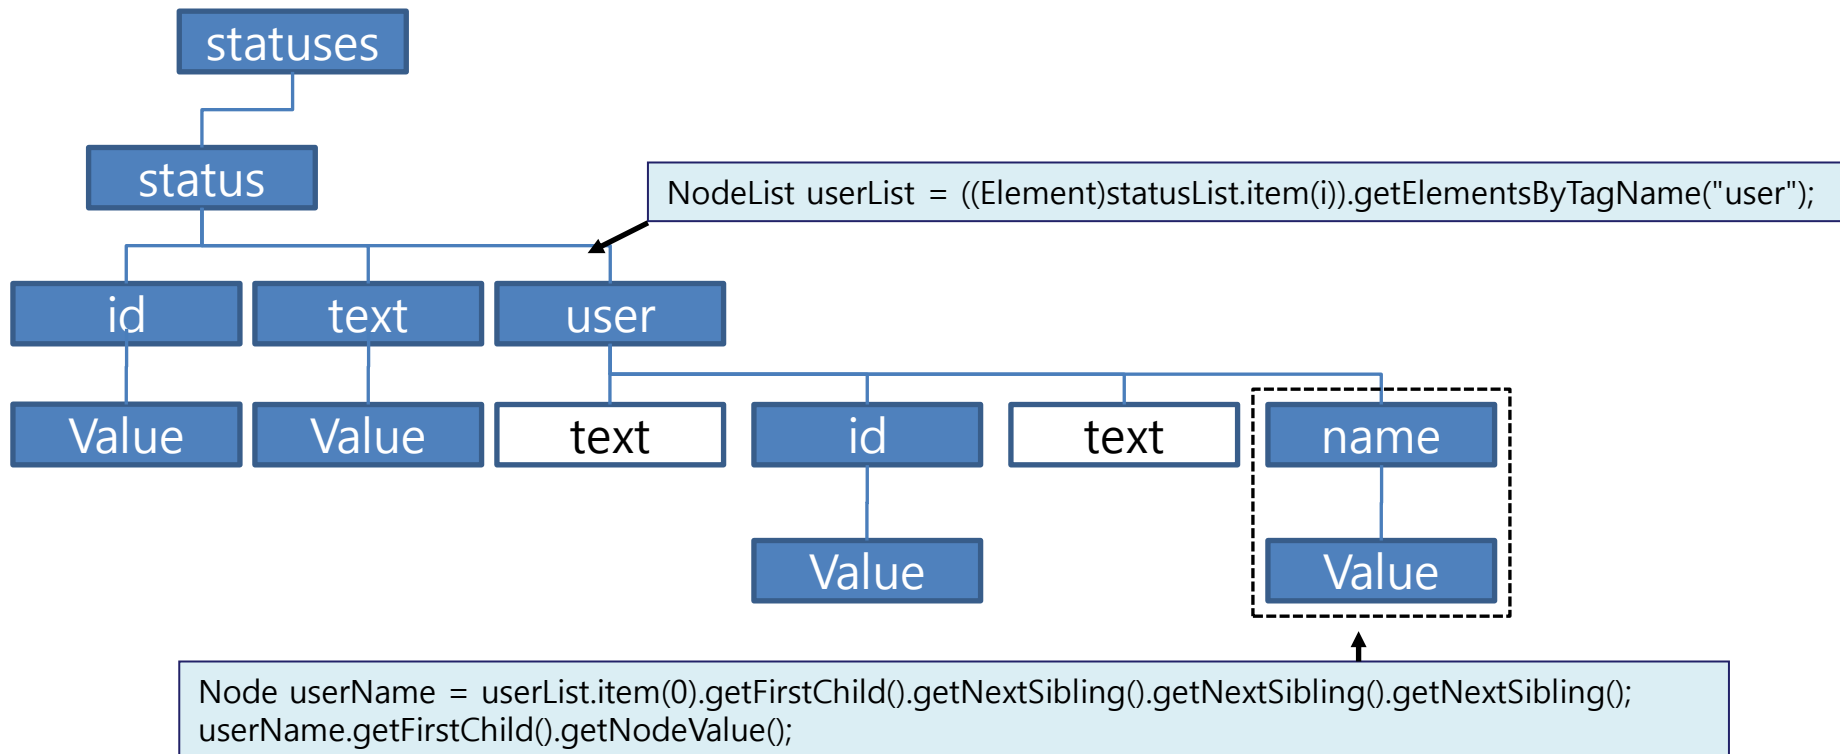 statuses
status
NodeList userList = ((Element)statusList.item(i)).getElementsByTagName("user");
id
text
user
Value
Value
text
id
text
name
Value
Value
Node userName = userList.item(0).getFirstChild().getNextSibling().getNextSibling().getNextSibling();
userName.getFirstChild().getNodeValue();